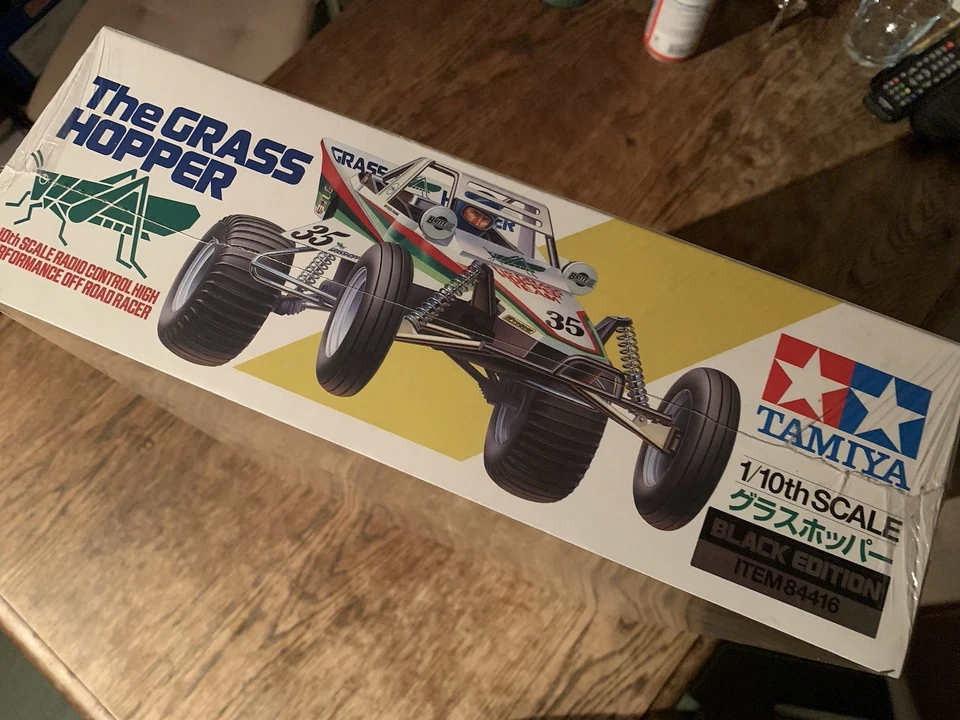 The GRASS
HOPPER
10th SCALE RADIO CONTROL HIGH
PERFORMANCE OFF ROAD RACER
GRASS
HOPPER
35
35
TAMIYA
1/10th SCALE
グラスホッパー
BLACK EDITION
ITEM 84416